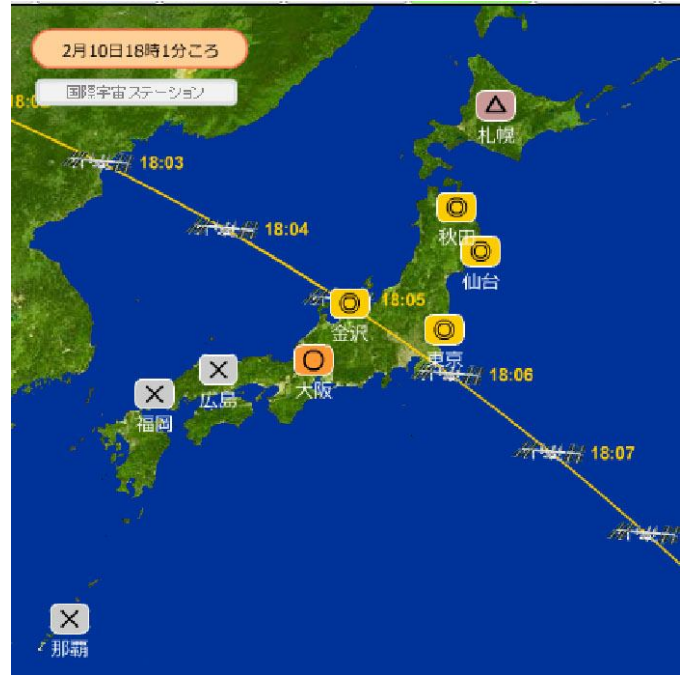 2月10日18時1分ころ
国際宇宙ステーション
18:03
18:04
18:05
18:06
18:07
札幌
秋田
仙台
金沢
東京
大阪
広島
福岡
那覇